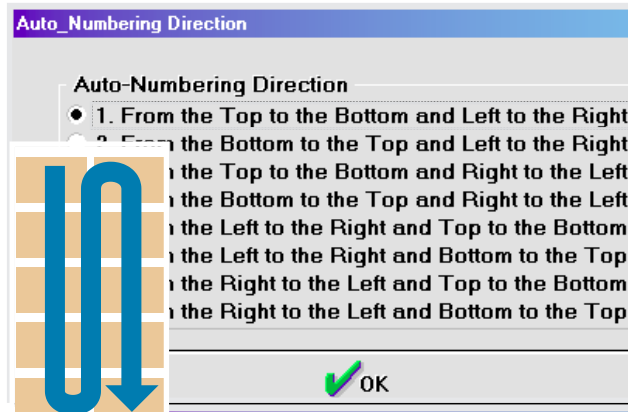 Auto_Numbering Direction
Auto-Numbering Direction
1. From the Top to the Bottom and Left to the Right
2. From the Bottom to the Top and Left to the Right
the Top to the Bottom and Right to the Left
the Bottom to the Top and Right to the Left
the Left to the Right and Top to the Bottom
the Left to the Right and Bottom to the Top
the Right to the Left and Top to the Bottom
the Right to the Left and Bottom to the Top
OK